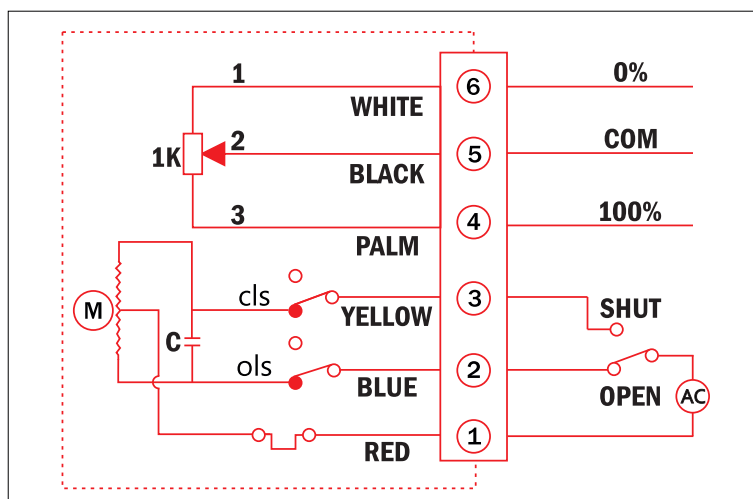 1 WHITE 6 0%
1K 2 BLACK 5 COM
3 PALM 4 100%
cls YELLOW 3 SHUT
M C
ols BLUE 2 OPEN AC
RED 1